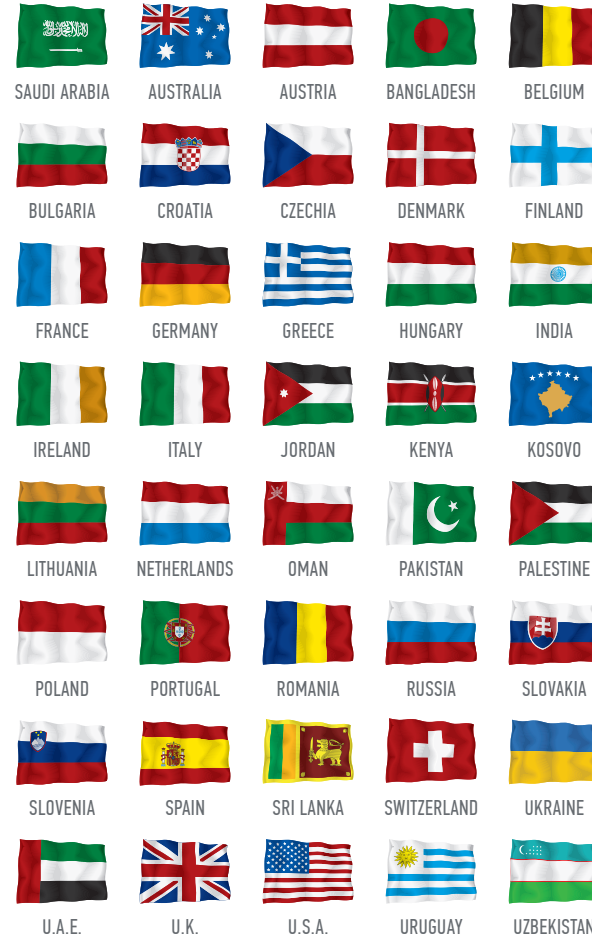 SAUDI ARABIA AUSTRALIA AUSTRIA BANGLADESH BELGIUM
BULGARIA CROATIA CZECHIA DENMARK FINLAND
FRANCE GERMANY GREECE HUNGARY INDIA
IRELAND ITALY JORDAN KENYA KOSOVO
LITHUANIA NETHERLANDS OMAN PAKISTAN PALESTINE
POLAND PORTUGAL ROMANIA RUSSIA SLOVAKIA
SLOVENIA SPAIN SRI LANKA SWITZERLAND UKRAINE
U.A.E. U.K. U.S.A. URUGUAY UZBEKISTAN